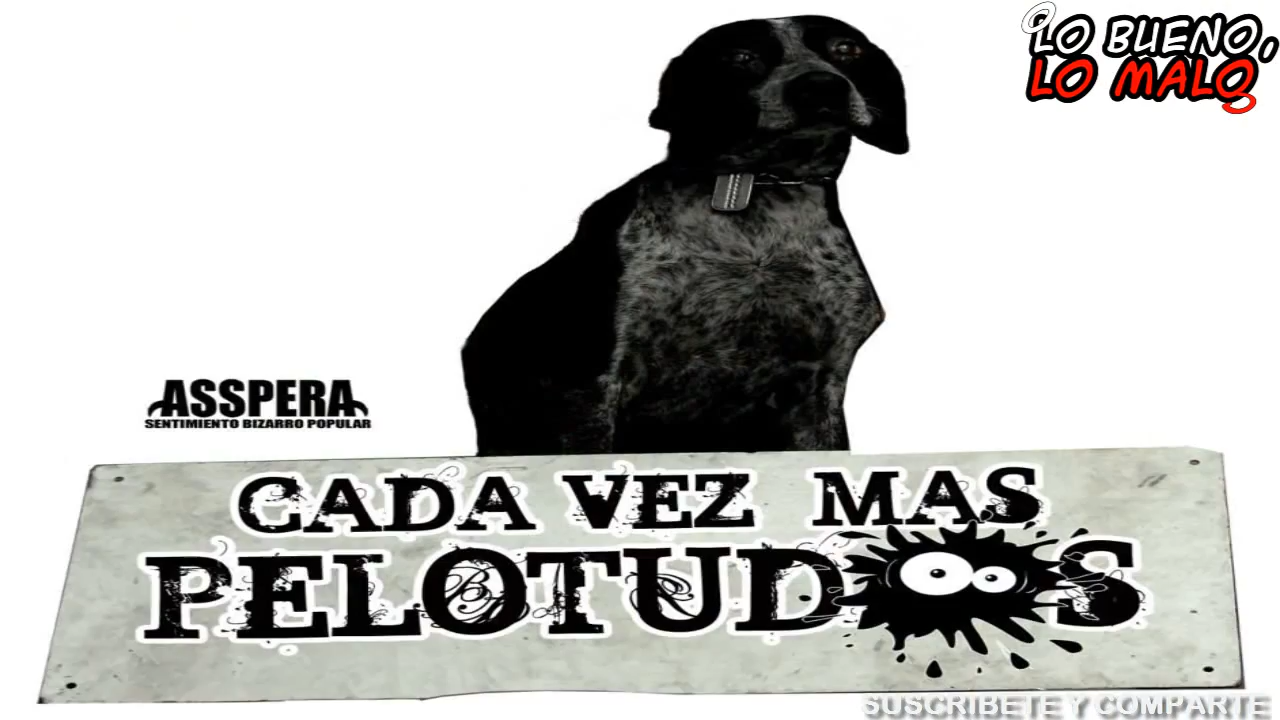 LO BUENO,
LO MALO
ASSPERA
SENTIMIENTO BIZARRO POPULAR
CADA VEZ MAS
PELOTUDOS
SUSCRIBETE Y COMPARTE